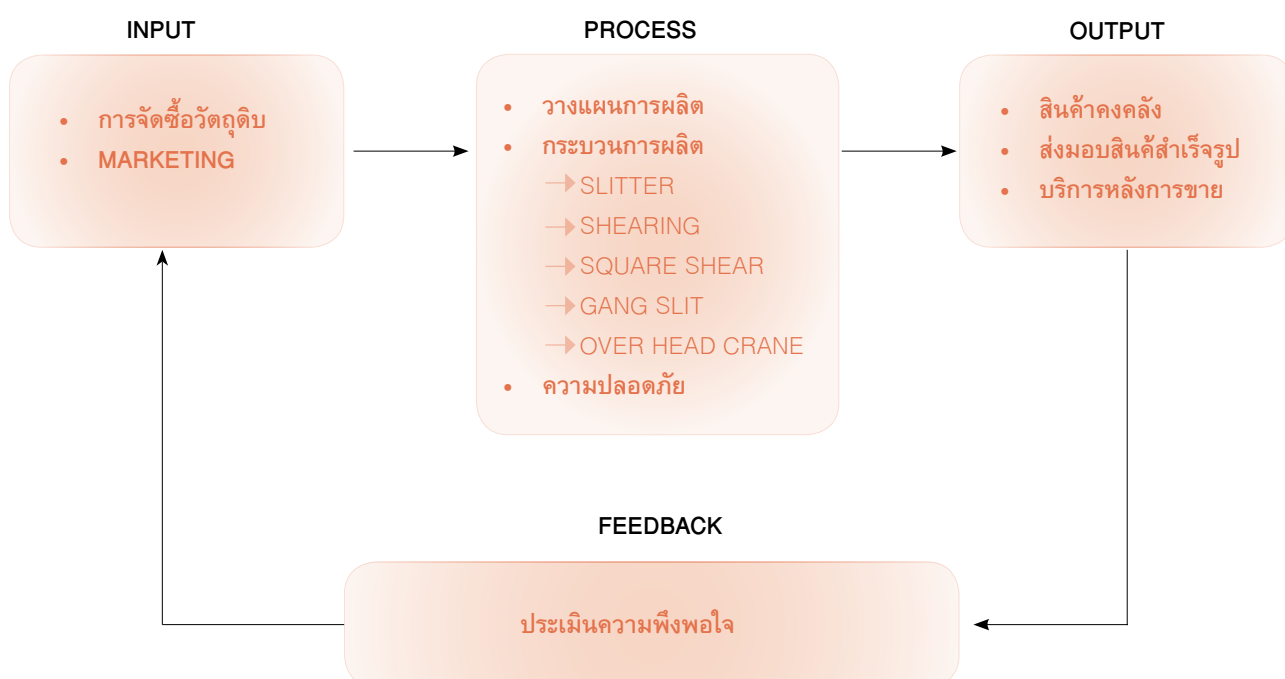 INPUT
• การจัดซื้อวัตถุดิบ
• MARKETING
PROCESS
• วางแผนการผลิต
• กระบวนการผลิต
→ SLITTER
→ SHEARING
→ SQUARE SHEAR
→ GANG SLIT
→ OVER HEAD CRANE
• ความปลอดภัย
OUTPUT
• สินค้าคงคลัง
• ส่งมอบสินค้สำเร็จรูป
• บริการหลังการขาย
FEEDBACK
ประเมินความพึงพอใจ